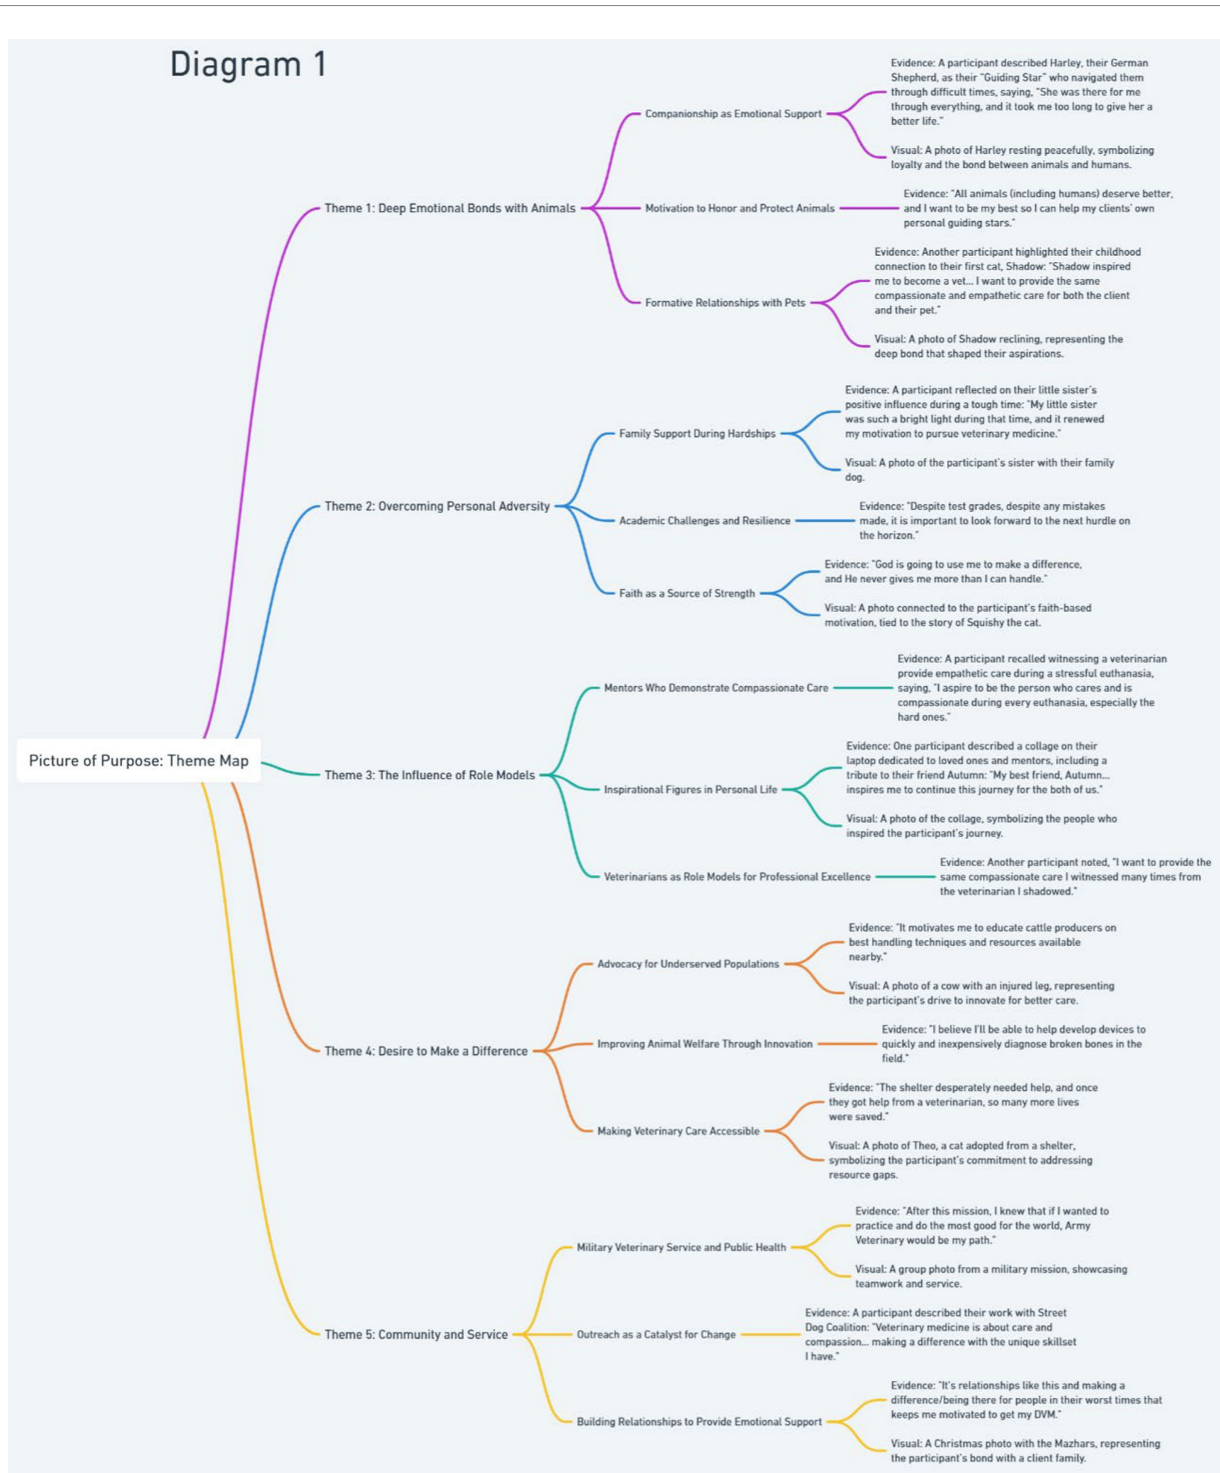 Diagram 1
Picture of Purpose: Theme Map
Theme 1: Deep Emotional Bonds with Animals
Companionship as Emotional Support
Evidence: A participant described Harley, their German
Shepherd, as their "Guiding Star" who navigated them
through difficult times, saying, "She was there for me
through everything, and it took me too long to give her a
better life."
Visual: A photo of Harley resting peacefully, symbolizing
loyalty and the bond between animals and humans.
Motivation to Honor and Protect Animals
Evidence: "All animals (including humans) deserve better,
and I want to be my best so I can help my clients' own
personal guiding stars."
Formative Relationships with Pets
Evidence: Another participant highlighted their childhood
connection to their first cat, Shadow: "Shadow inspired
me to become a vet... I want to provide the same
compassionate and empathetic care for both the client
and their pet."
Visual: A photo of Shadow reclining, representing the
deep bond that shaped their aspirations.
Theme 2: Overcoming Personal Adversity
Family Support During Hardships
Evidence: A participant reflected on their little sister's
positive influence during a tough time: "My little sister
was such a bright light during that time, and it renewed
my motivation to pursue veterinary medicine."
Visual: A photo of the participant's sister with their family
dog.
Academic Challenges and Resilience
Evidence: "Despite test grades, despite any mistakes
made, it is important to look forward to the next hurdle on
the horizon."
Faith as a Source of Strength
Evidence: "God is going to use me to make a difference,
and He never gives me more than I can handle."
Visual: A photo connected to the participant's faith-based
motivation, tied to the story of Squishy the cat.
Theme 3: The Influence of Role Models
Mentors Who Demonstrate Compassionate Care
Evidence: A participant recalled witnessing a veterinarian
provide empathetic care during a stressful euthanasia,
saying, "I aspire to be the person who cares and is
compassionate during every euthanasia, especially the
hard ones."
Inspirational Figures in Personal Life
Evidence: One participant described a collage on their
laptop dedicated to loved ones and mentors, including a
tribute to their friend Autumn: "My best friend, Autumn...
inspires me to continue this journey for the both of us."
Visual: A photo of the collage, symbolizing the people who
inspired the participant's journey.
Veterinarians as Role Models for Professional Excellence
Evidence: Another participant noted, "I want to provide the
same compassionate care I witnessed many times from
the veterinarian I shadowed."
Theme 4: Desire to Make a Difference
Advocacy for Underserved Populations
Evidence: "It motivates me to educate cattle producers on
best handling techniques and resources available
nearby."
Visual: A photo of a cow with an injured leg, representing
the participant's drive to innovate for better care.
Improving Animal Welfare Through Innovation
Evidence: "I believe I'll be able to help develop devices to
quickly and inexpensively diagnose broken bones in the
field."
Making Veterinary Care Accessible
Evidence: "The shelter desperately needed help, and once
they got help from a veterinarian, so many more lives
were saved."
Visual: A photo of Theo, a cat adopted from a shelter,
symbolizing the participant's commitment to addressing
resource gaps.
Theme 5: Community and Service
Military Veterinary Service and Public Health
Evidence: "After this mission, I knew that if I wanted to
practice and do the most good for the world, Army
Veterinary would be my path."
Visual: A group photo from a military mission, showcasing
teamwork and service.
Outreach as a Catalyst for Change
Evidence: A participant described their work with Street
Dog Coalition: "Veterinary medicine is about care and
compassion... making a difference with the unique skillset
I have."
Building Relationships to Provide Emotional Support
Evidence: "It's relationships like this and making a
difference/being there for people in their worst times that
keeps me motivated to get my DVM."
Visual: A Christmas photo with the Mazhars, representing
the participant's bond with a client family.